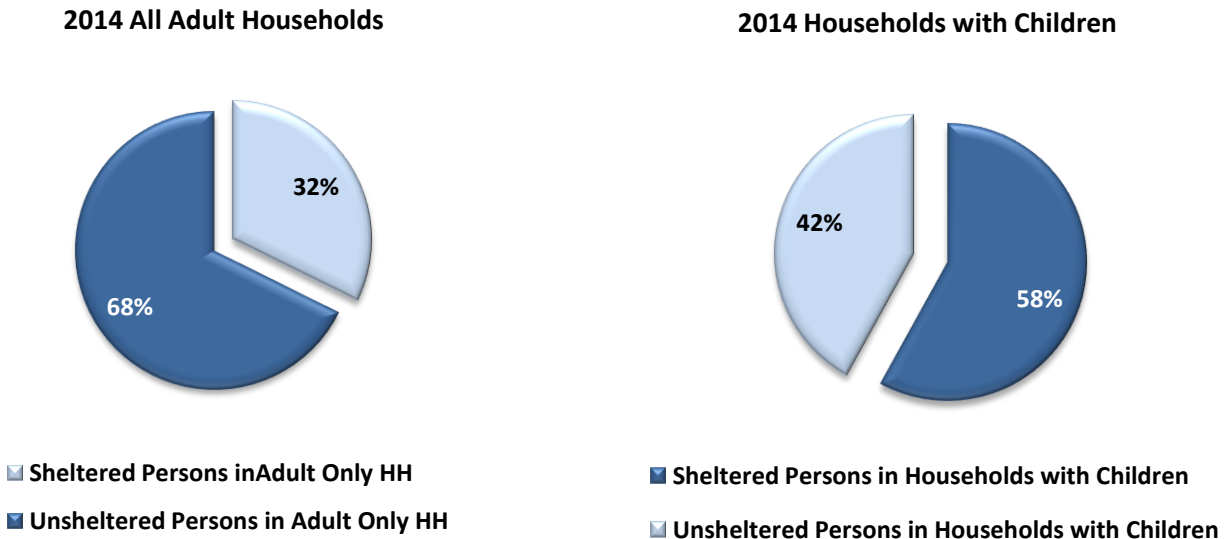 2014 All Adult Households
32%
68%
Sheltered Persons inAdult Only HH
Unsheltered Persons in Adult Only HH
2014 Households with Children
42%
58%
Sheltered Persons in Households with Children
Unsheltered Persons in Households with Children